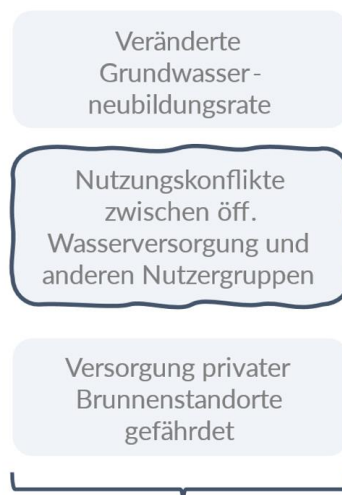 Veränderte
Grundwasser-
neubildungsrate
Nutzungskonflikte
zwischen öff.
Wasserversorgung und
anderen Nutzergruppen
Versorgung privater
Brunnenstandorte
gefährdet